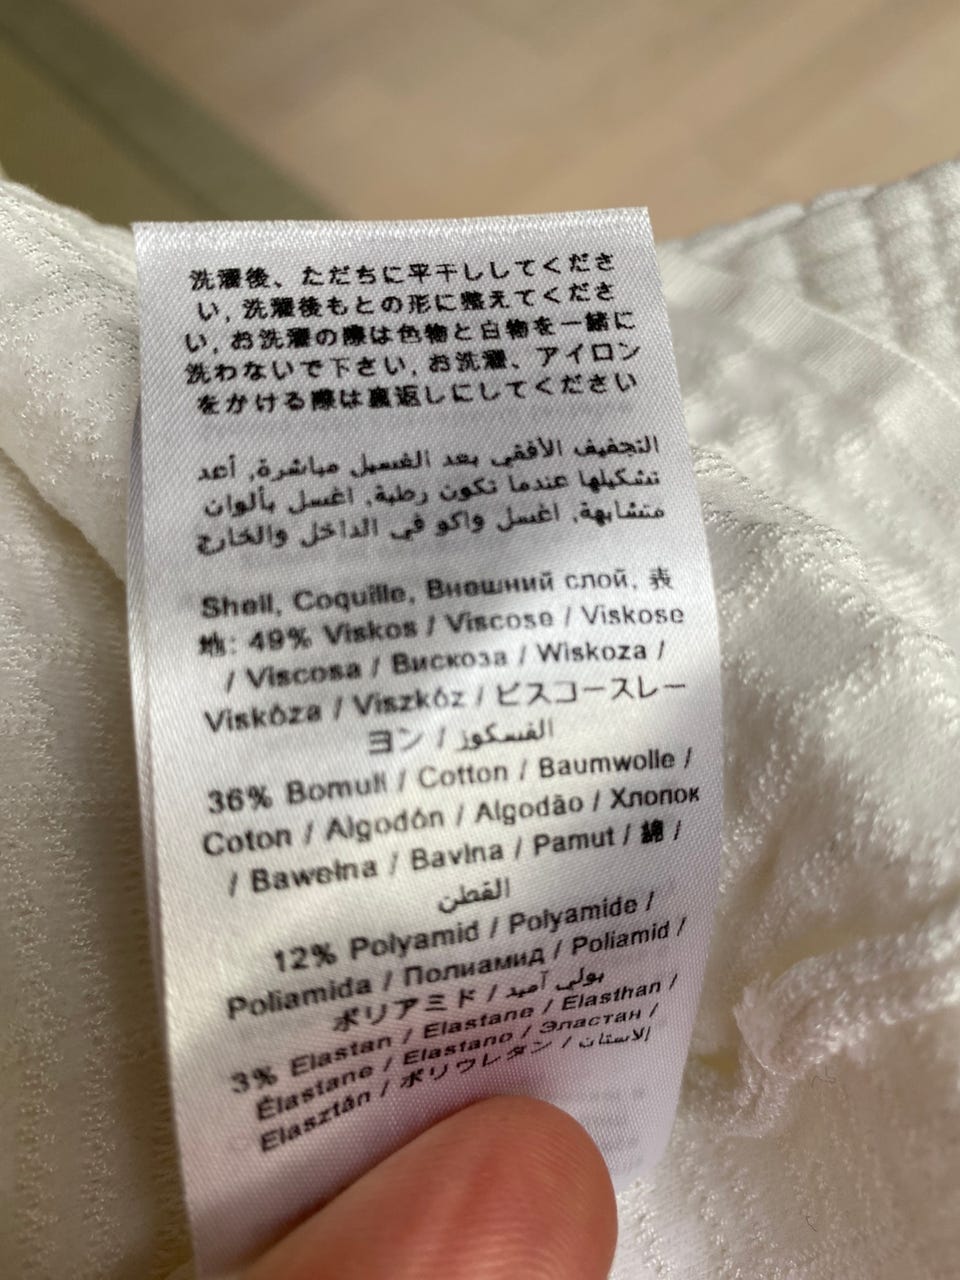 洗濯後、ただちに平干ししてくださ
い, 洗濯後もとの形に整えてくださ
い, お洗濯の際は色物と白物を一緒に
洗わないで下さい, お洗濯、アイロン
をかける際は裏返しにしてください
التجفيف الأفقي بعد الغسيل مباشرة, أعد
تشكيلها عندما تكون رطبة, اغسل بألوان
متشابهة, اغسل واكو في الداخل والخارج
Shell, Coquille, Внешний слой, 表
地: 49% Viskos / Viscose / Viskose
/ Viscosa / Вискоза / Wiskoza /
Viskóza / Viszkóz / ビスコースレー
ヨン / الفسكوز
36% Bomull / Cotton / Baumwolle /
Coton / Algodón / Algodão / Хлопок
/ Bawełna / Bavlna / Pamut / 綿 /
القطن
12% Polyamid / Polyamide /
Poliamida / Полиамид / Poliamid /
ポリアミド / بولي أميد
3% Elastan / Elastane / Elasthan /
Élastane / Elastano / Эластан /
Elasztán / ポリウレタン / الاستان